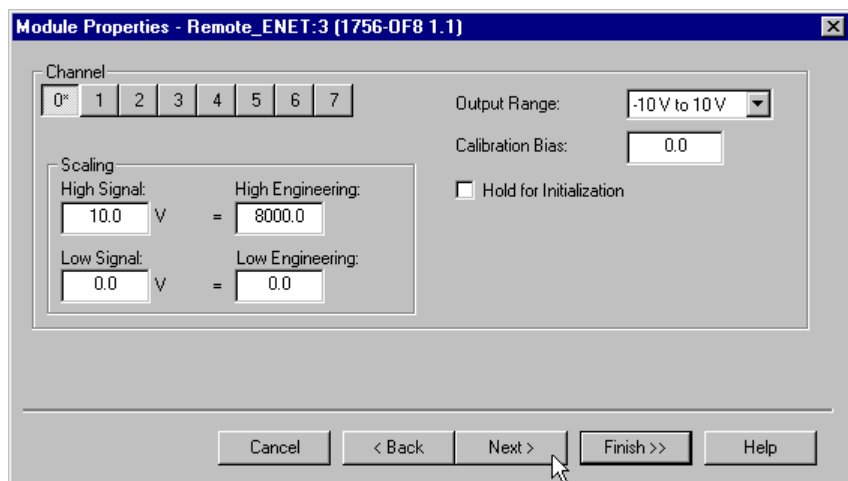 Module Properties - Remote_ENET:3 (1756-OF8 1.1)
Channel
0* 1 2 3 4 5 6 7
Output Range: -10 V to 10 V
Calibration Bias: 0.0
Hold for Initialization
Scaling
High Signal: High Engineering:
10.0 V = 8000.0
Low Signal: Low Engineering:
0.0 V = 0.0
Cancel < Back Next > Finish >> Help